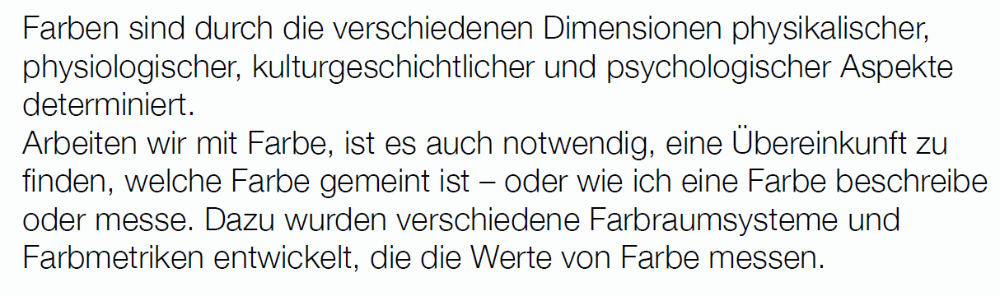 Farben sind durch die verschiedenen Dimensionen physikalischer,
physiologischer, kulturgeschichtlicher und psychologischer Aspekte
determiniert.
Arbeiten wir mit Farbe, ist es auch notwendig, eine Übereinkunft zu
finden, welche Farbe gemeint ist – oder wie ich eine Farbe beschreibe
oder messe. Dazu wurden verschiedene Farbraumsysteme und
Farbmetriken entwickelt, die die Werte von Farbe messen.